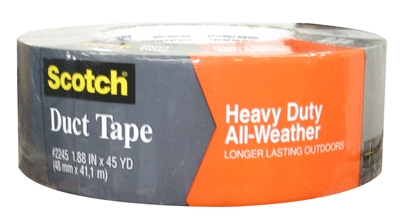 Scotch
Duct Tape
#2245 1.88 IN x 45 YD
(48 mm x 41,1 m)
Heavy Duty
All-Weather
LONGER LASTING OUTDOORS